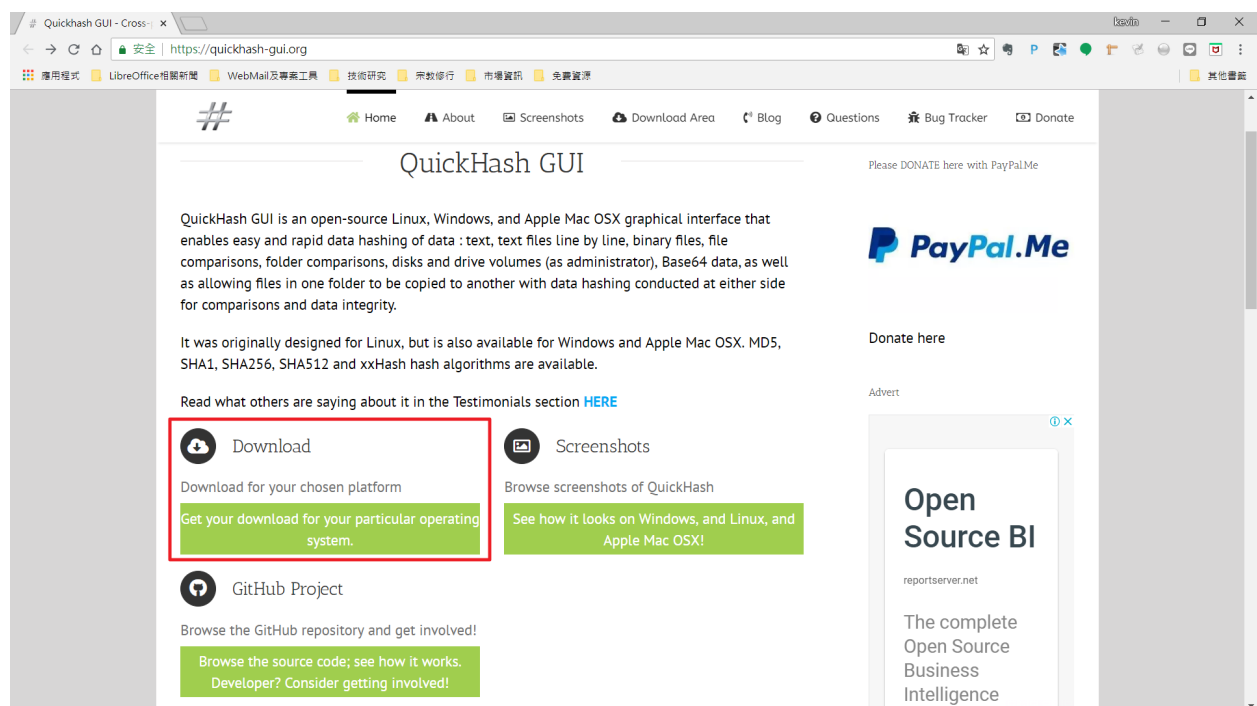 Quickhash GUI - Cross-
kevin
安全 | https://quickhash-gui.org
應用程式 LibreOffice相關新聞 WebMail及專案工具 技術研究 宗教修行 市場資訊 免費資源 其他書籤
Home About Screenshots Download Area Blog Questions Bug Tracker Donate
QuickHash GUI
QuickHash GUI is an open-source Linux, Windows, and Apple Mac OSX graphical interface that
enables easy and rapid data hashing of data : text, text files line by line, binary files, file
comparisons, folder comparisons, disks and drive volumes (as administrator), Base64 data, as well
as allowing files in one folder to be copied to another with data hashing conducted at either side
for comparisons and data integrity.
It was originally designed for Linux, but is also available for Windows and Apple Mac OSX. MD5,
SHA1, SHA256, SHA512 and xxHash hash algorithms are available.
Read what others are saying about it in the Testimonials section HERE
Download
Download for your chosen platform
Get your download for your particular operating
system.
Screenshots
Browse screenshots of QuickHash
See how it looks on Windows, and Linux, and
Apple Mac OSX!
GitHub Project
Browse the GitHub repository and get involved!
Browse the source code; see how it works.
Developer? Consider getting involved!
Please DONATE here with PayPal.Me
PayPal.Me
Donate here
Advert
Open
Source BI
reportserver.net
The complete
Open Source
Business
Intelligence